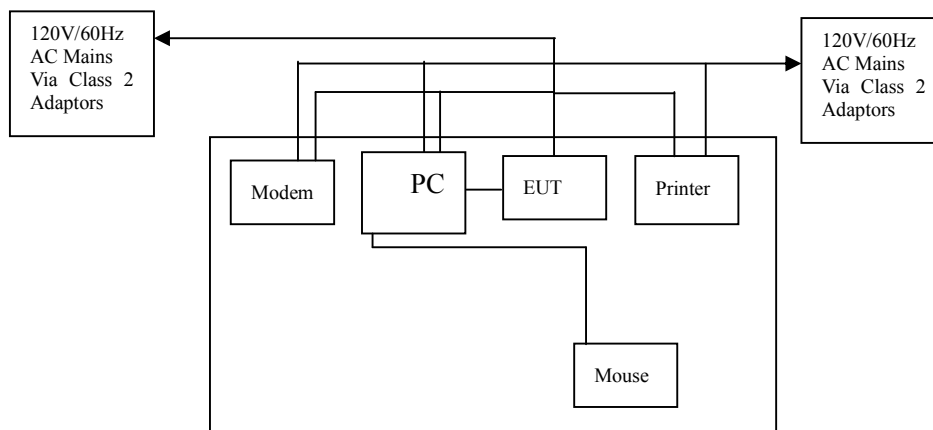 120V/60Hz
AC Mains
Via Class 2
Adaptors
120V/60Hz
AC Mains
Via Class 2
Adaptors
Modem
PC
EUT
Printer
Mouse